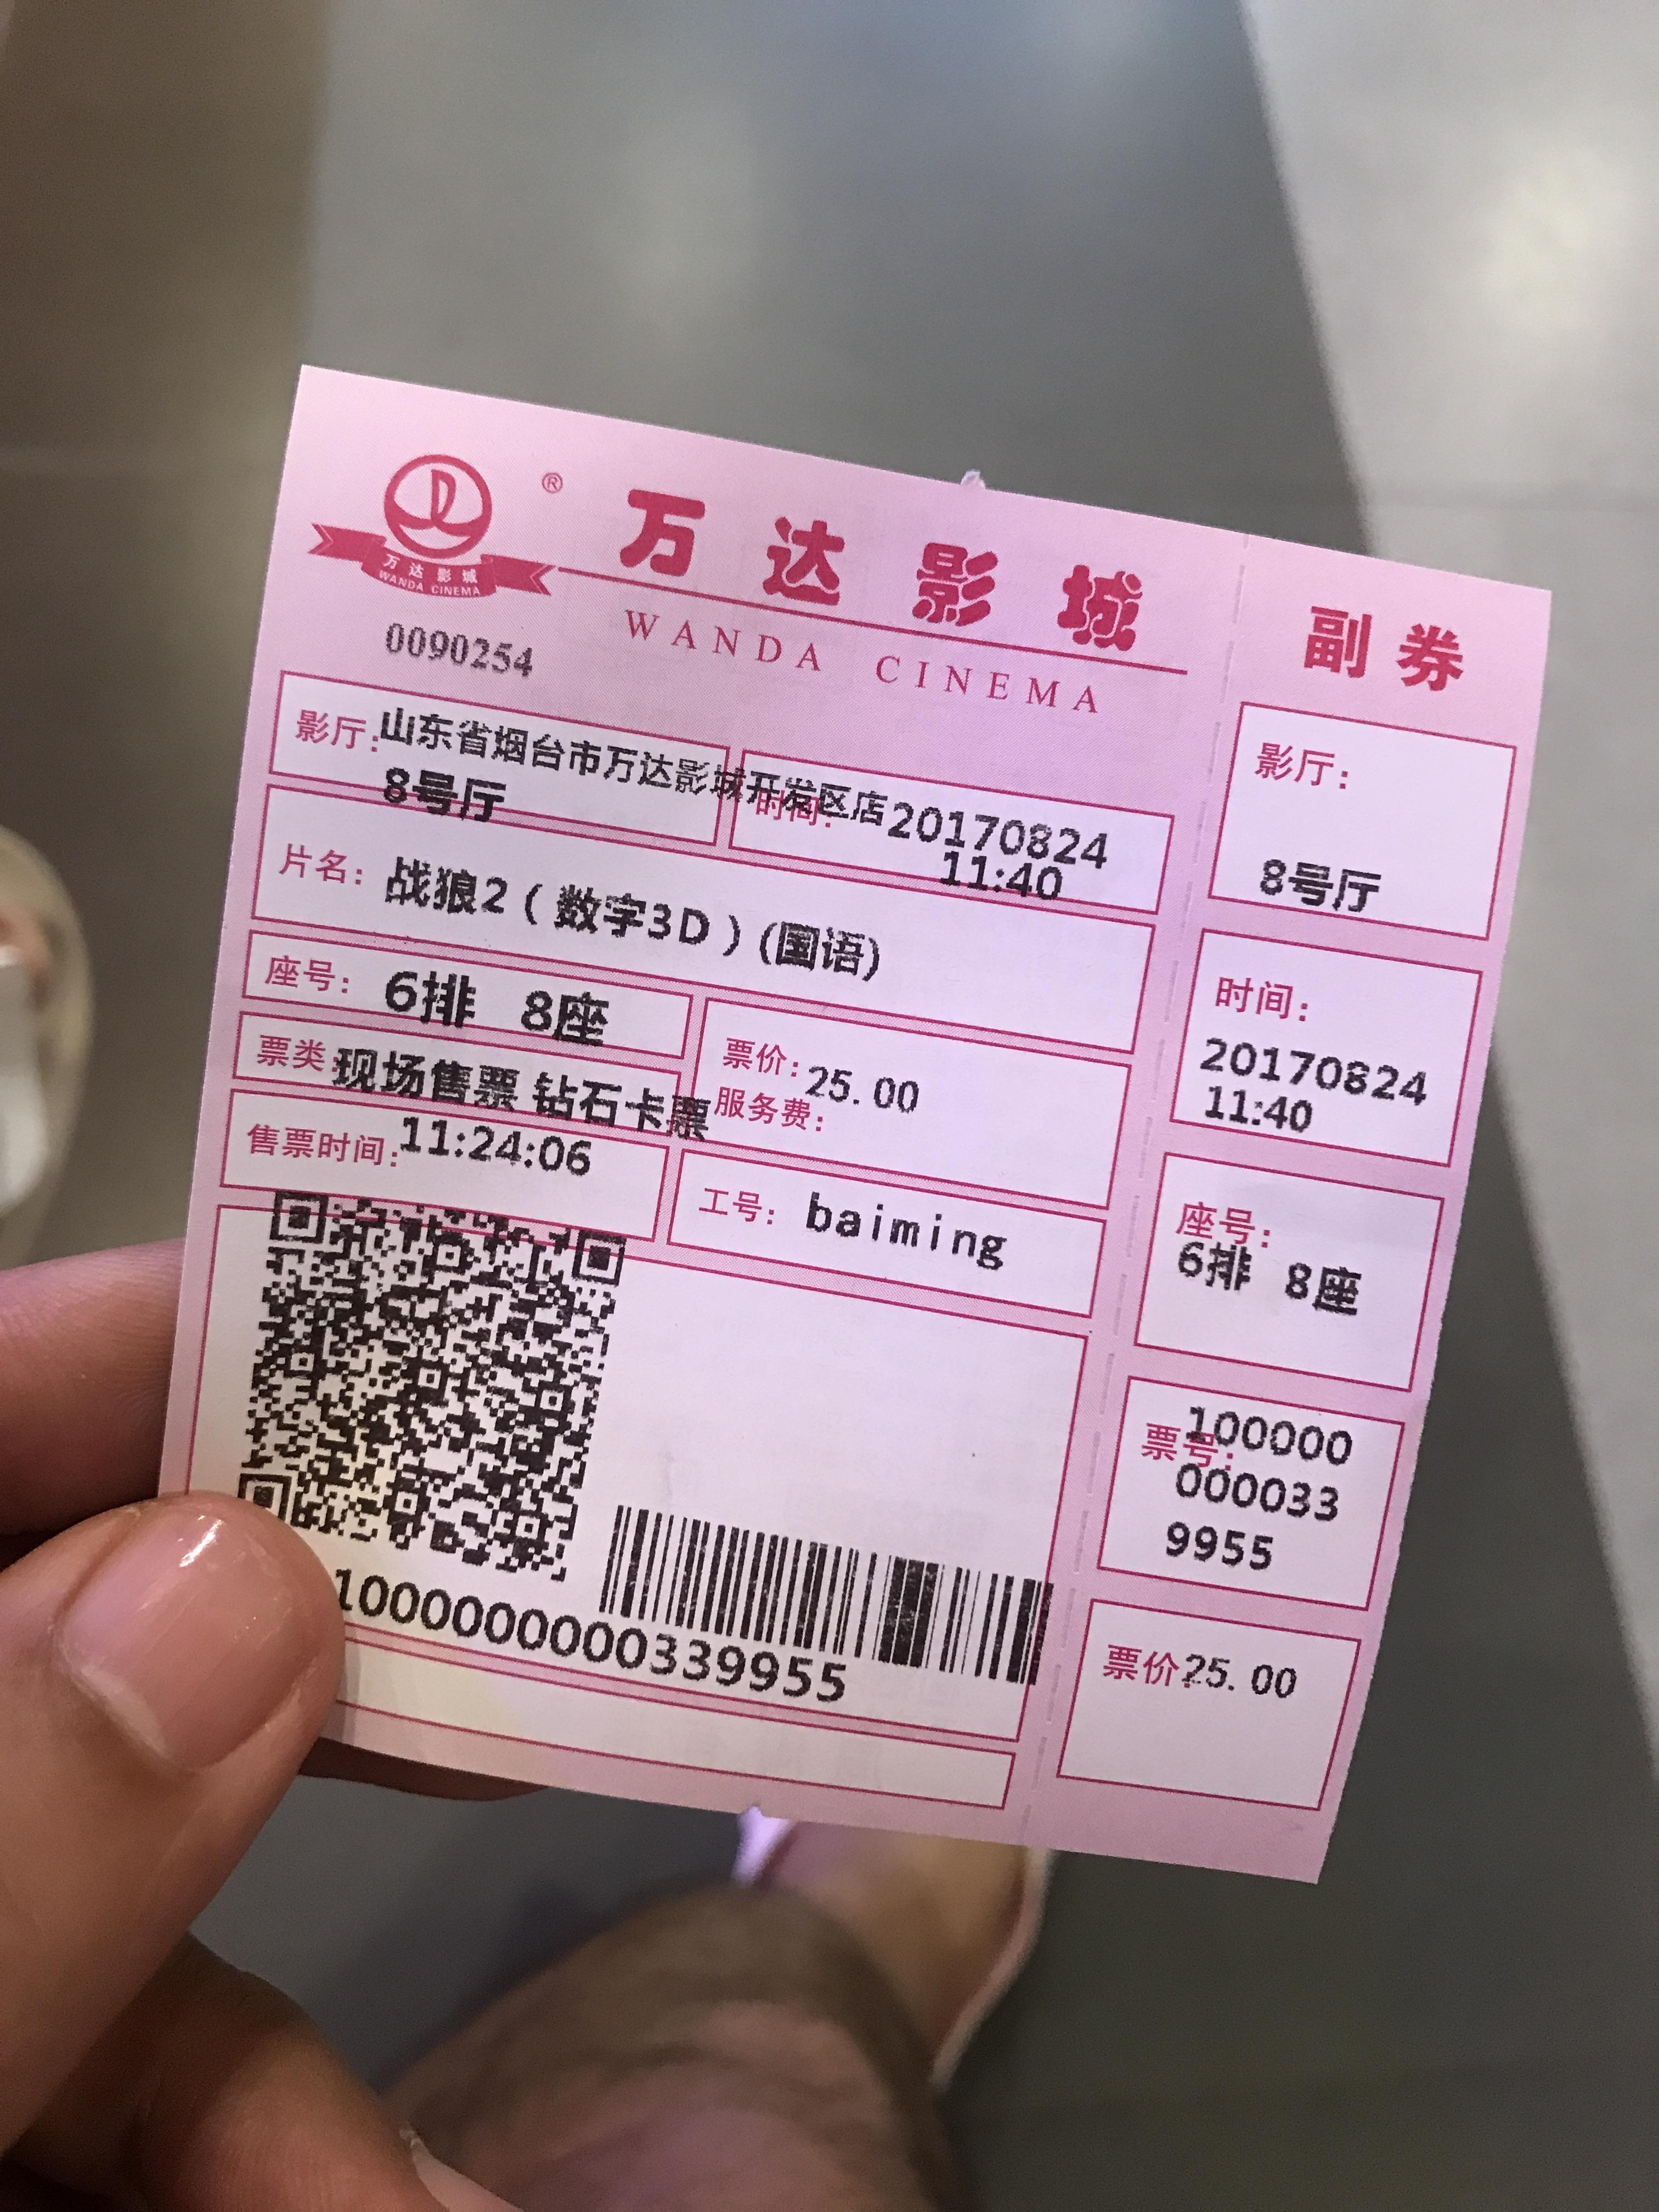 万达影城
WANDA CINEMA
®
万达影城
WANDA CINEMA
0090254
影厅:山东省烟台市万达影城开发区店
8号厅
时间:20170824
11:40
片名:战狼2(数字3D)(国语)
座号:6排 8座
票类:现场售票 钻石卡票
票价:25.00
服务费:
售票时间:11:24:06
工号:baiming
1000000000339955
副券
影厅:
8号厅
时间:
20170824
11:40
座号:
6排 8座
票号:100000
000033
9955
票价:25.00